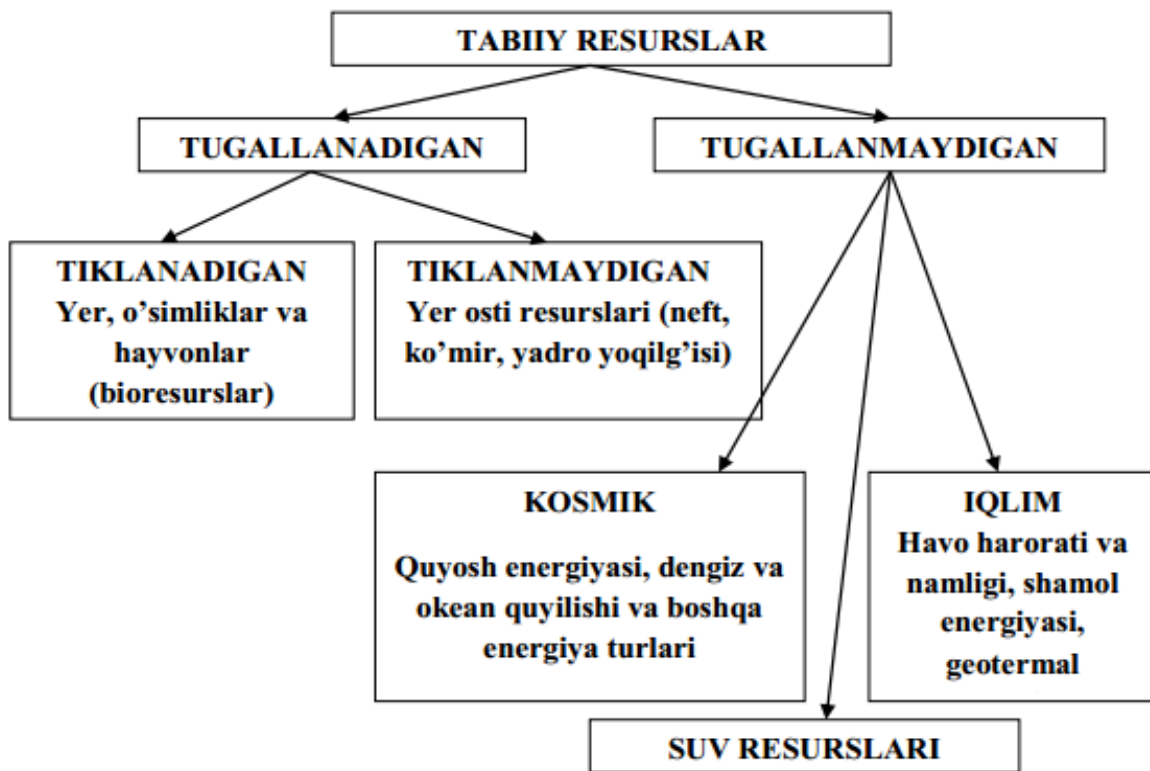 TABIIY RESURSLAR
TUGALLANADIGAN
TUGALLANMAYDIGAN
TIKLANADIGAN
Yer, o’simliklar va
hayvonlar
(bioresurslar)
TIKLANMAYDIGAN
Yer osti resurslari (neft,
ko’mir, yadro yoqilg’isi)
KOSMIK
Quyosh energiyasi, dengiz va
okean quyilishi va boshqa
energiya turlari
IQLIM
Havo harorati va
namligi, shamol
energiyasi,
geotermal
SUV RESURSLARI